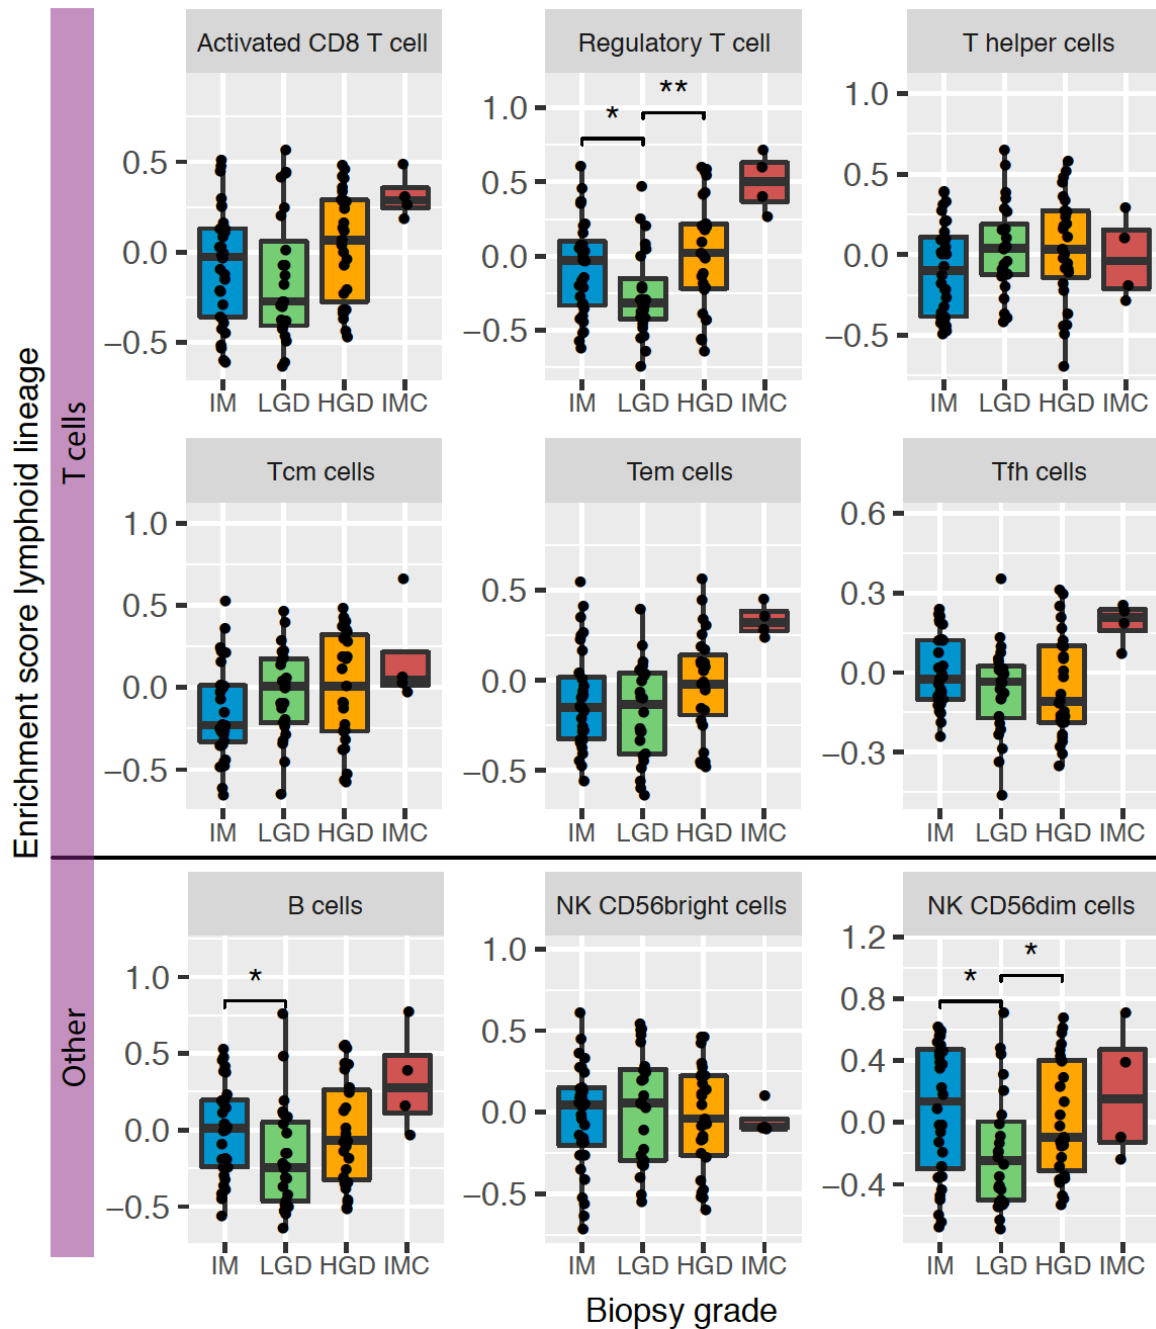 Enrichment score lymphoid lineage
T cells
Activated CD8 T cell
Regulatory T cell
T helper cells
0.5
0.0
−0.5
IM LGD HGD IMC
1.0
0.5
0.0
−0.5
* **
IM LGD HGD IMC
1.0
0.5
0.0
−0.5
IM LGD HGD IMC
Tcm cells
Tem cells
Tfh cells
1.0
0.5
0.0
−0.5
IM LGD HGD IMC
0.5
0.0
−0.5
IM LGD HGD IMC
0.6
0.3
0.0
−0.3
IM LGD HGD IMC
Other
B cells
NK CD56bright cells
NK CD56dim cells
1.0
0.5
0.0
−0.5
*
IM LGD HGD IMC
1.0
0.5
0.0
−0.5
IM LGD HGD IMC
1.2
0.8
0.4
0.0
−0.4
* *
IM LGD HGD IMC
Biopsy grade